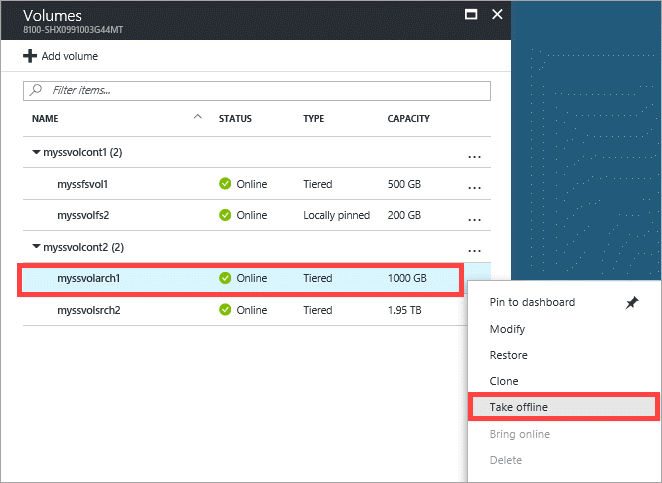 Volumes
8100-SHX0991003G44MT
Add volume
Filter items...
NAME STATUS TYPE CAPACITY
myssvolcont1 (2) ...
myssfsvol1 Online Tiered 500 GB ...
myssvolfs2 Online Locally pinned 200 GB ...
myssvolcont2 (2) ...
myssvolarch1 Online Tiered 1000 GB
myssvolsrch2 Online Tiered 1.95 TB
Pin to dashboard
Modify
Restore
Clone
Take offline
Bring online
Delete